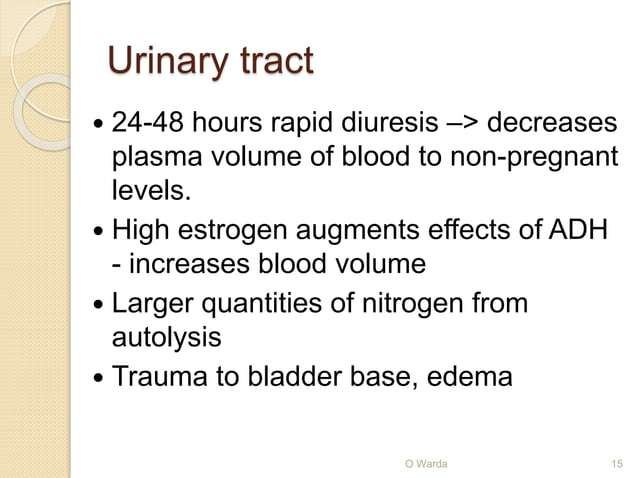 Urinary tract
• 24-48 hours rapid diuresis –> decreases
plasma volume of blood to non-pregnant
levels.
• High estrogen augments effects of ADH
- increases blood volume
• Larger quantities of nitrogen from
autolysis
• Trauma to bladder base, edema
O Warda 15